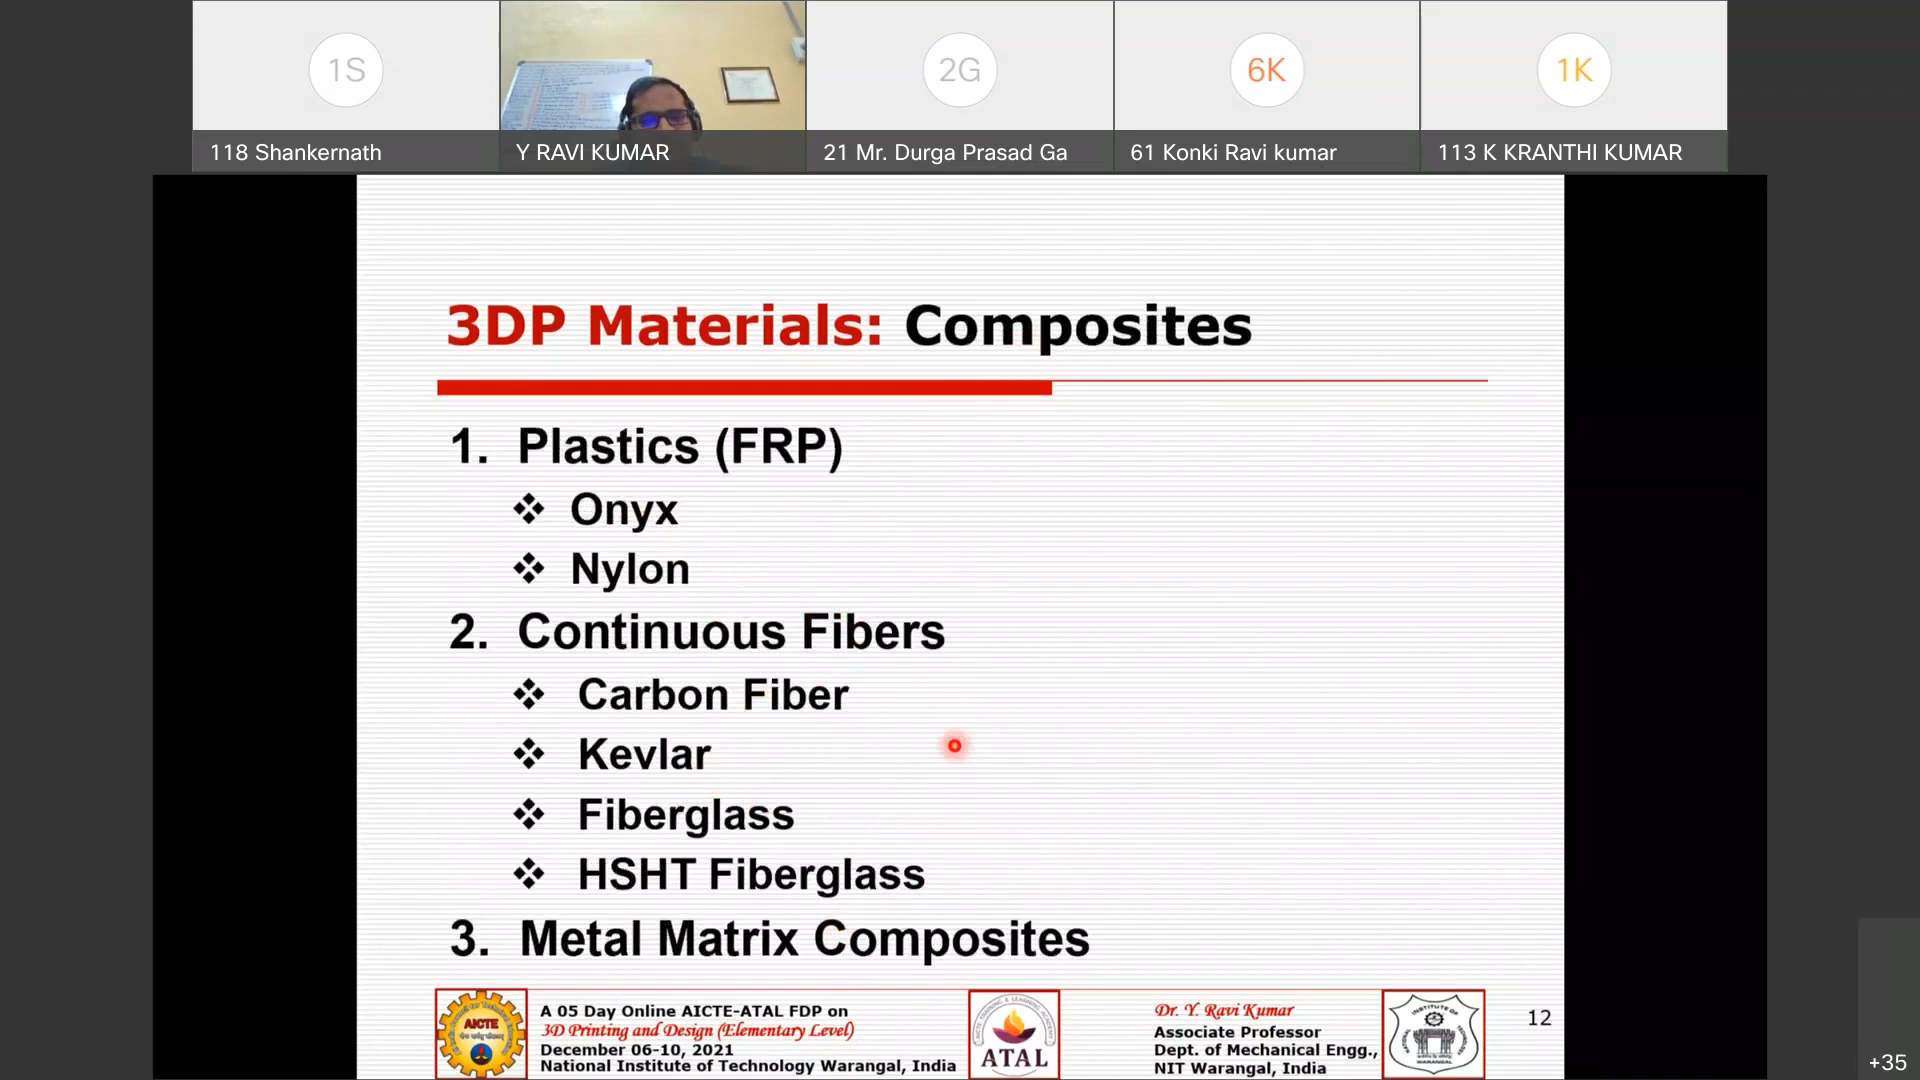 1S
2G
6K
1K
118 Shankernath
Y RAVI KUMAR
21 Mr. Durga Prasad Ga
61 Konki Ravi kumar
113 K KRANTHI KUMAR
3DP Materials: Composites
1. Plastics (FRP)
❖ Onyx
❖ Nylon
2. Continuous Fibers
❖ Carbon Fiber
❖ Kevlar
❖ Fiberglass
❖ HSHT Fiberglass
3. Metal Matrix Composites
AICTE
A 05 Day Online AICTE-ATAL FDP on
3D Printing and Design (Elementary Level)
December 06-10, 2021
National Institute of Technology Warangal, India
ATAL
Dr. Y. Ravi Kumar
Associate Professor
Dept. of Mechanical Engg.,
NIT Warangal, India
12
+35